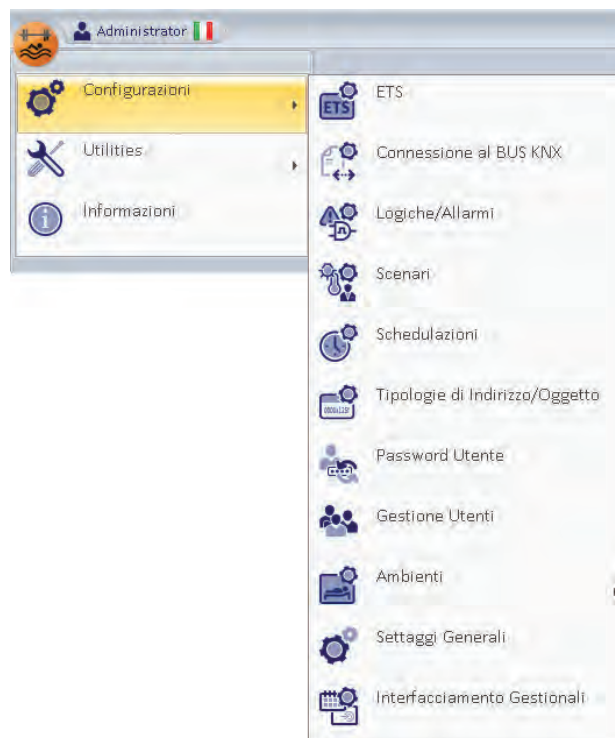 Administrator
Configurazioni
Utilities
Informazioni
ETS
ETS
Connessione al BUS KNX
Logiche/Allarmi
Scenari
Schedulazioni
Tipologie di Indirizzo/Oggetto
Password Utente
Gestione Utenti
Ambienti
Settaggi Generali
Interfacciamento Gestionali